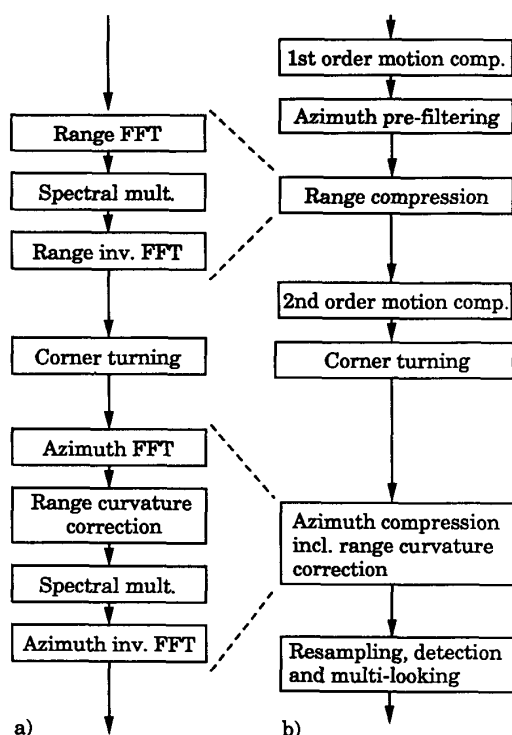 Range FFT
Spectral mult.
Range inv. FFT
Corner turning
Azimuth FFT
Range curvature
correction
Spectral mult.
Azimuth inv. FFT
a)
1st order motion comp.
Azimuth pre-filtering
Range compression
2nd order motion comp.
Corner turning
Azimuth compression
incl. range curvature
correction
Resampling, detection
and multi-looking
b)